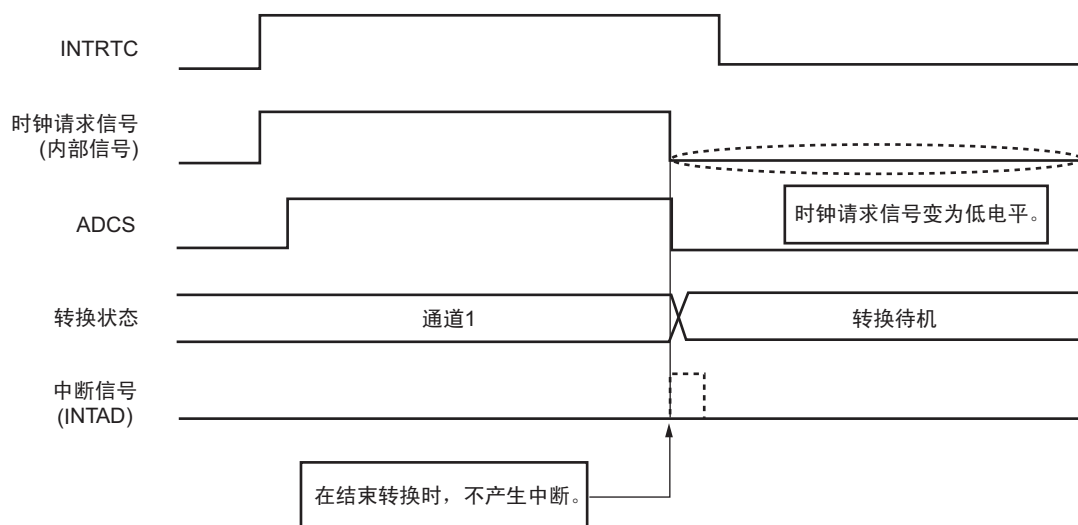 INTRTC
时钟请求信号
(内部信号)
时钟请求信号变为低电平。
ADCS
转换状态
通道1
转换待机
中断信号
(INTAD)
在结束转换时，不产生中断。